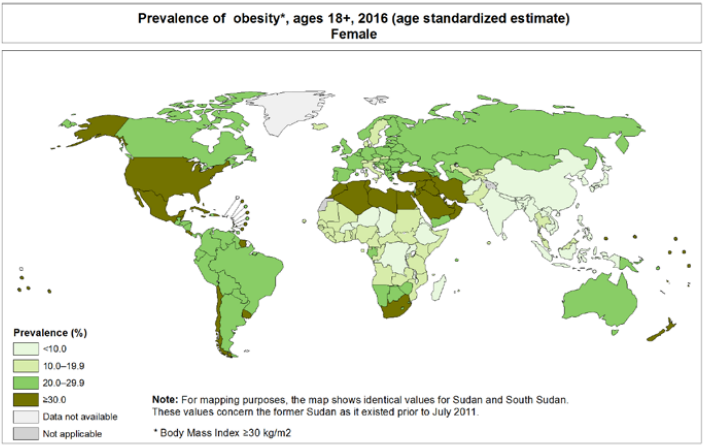 Prevalence of obesity*, ages 18+, 2016 (age standardized estimate)
Female
Prevalence (%)
<10.0
10.0–19.9
20.0–29.9
≥30.0
Data not available
Not applicable
Note: For mapping purposes, the map shows identical values for Sudan and South Sudan.
These values concern the former Sudan as it existed prior to July 2011.
* Body Mass Index ≥30 kg/m2